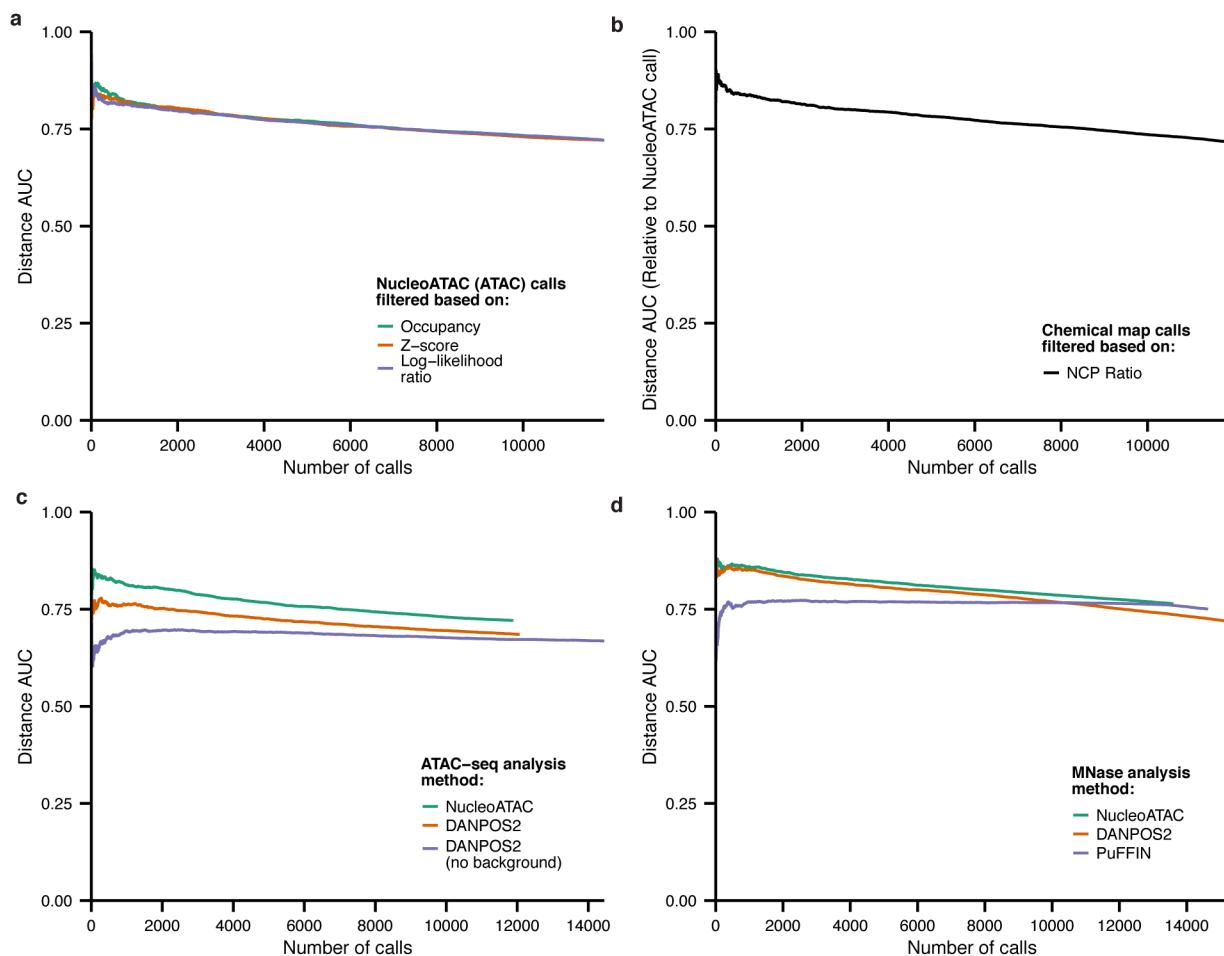 a
1.00
0.75
0.50
0.25
0.00
Distance AUC
NucleoATAC (ATAC) calls
filtered based on:
Occupancy
Z−score
Log−likelihood
ratio
0 2000 4000 6000 8000 10000
Number of calls
b
1.00
0.75
0.50
0.25
0.00
Distance AUC (Relative to NucleoATAC call)
Chemical map calls
filtered based on:
NCP Ratio
0 2000 4000 6000 8000 10000
Number of calls
c
1.00
0.75
0.50
0.25
0.00
Distance AUC
ATAC−seq analysis
method:
NucleoATAC
DANPOS2
DANPOS2
(no background)
0 2000 4000 6000 8000 10000 12000 14000
Number of calls
d
1.00
0.75
0.50
0.25
0.00
Distance AUC
MNase analysis
method:
NucleoATAC
DANPOS2
PuFFIN
0 2000 4000 6000 8000 10000 12000 14000
Number of calls